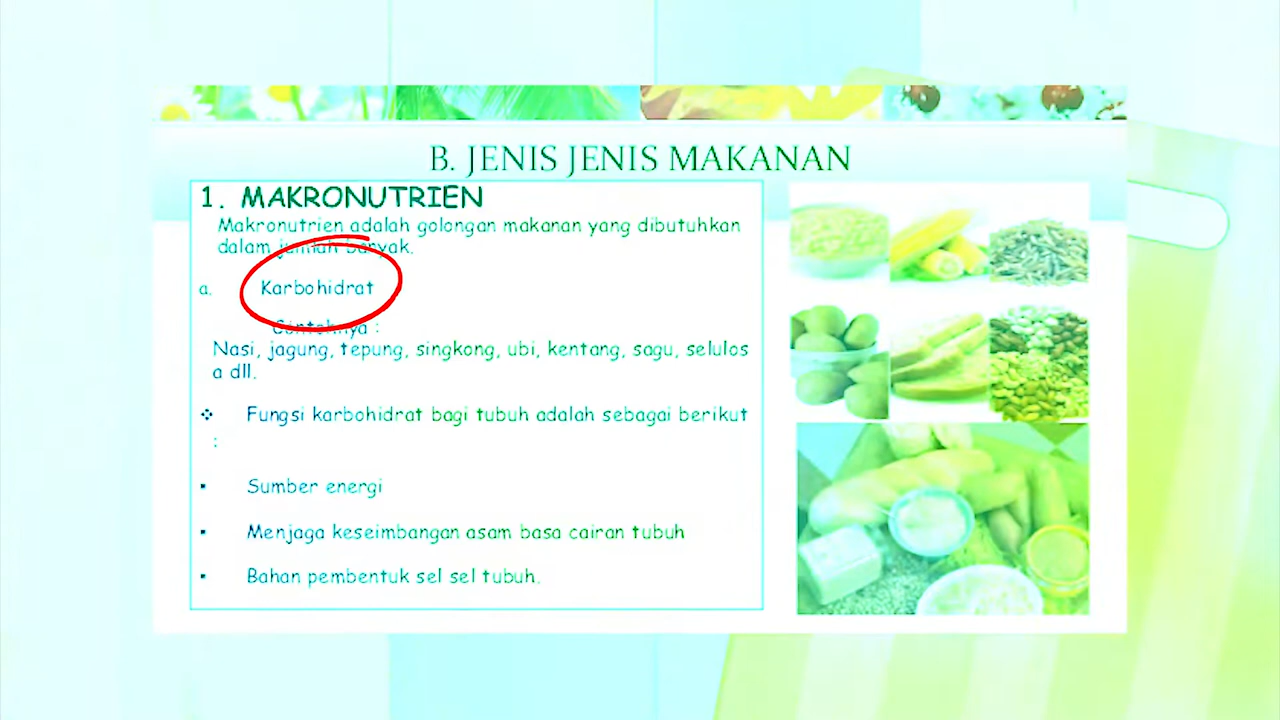 B. JENIS JENIS MAKANAN
1. MAKRONUTRIEN
Makronutrien adalah golongan makanan yang dibutuhkan
dalam jumlah banyak.
a. Karbohidrat
Contohnya :
Nasi, jagung, tepung, singkong, ubi, kentang, sagu, selulos
a dll.
❖ Fungsi karbohidrat bagi tubuh adalah sebagai berikut
:
▪ Sumber energi
▪ Menjaga keseimbangan asam basa cairan tubuh
▪ Bahan pembentuk sel sel tubuh.